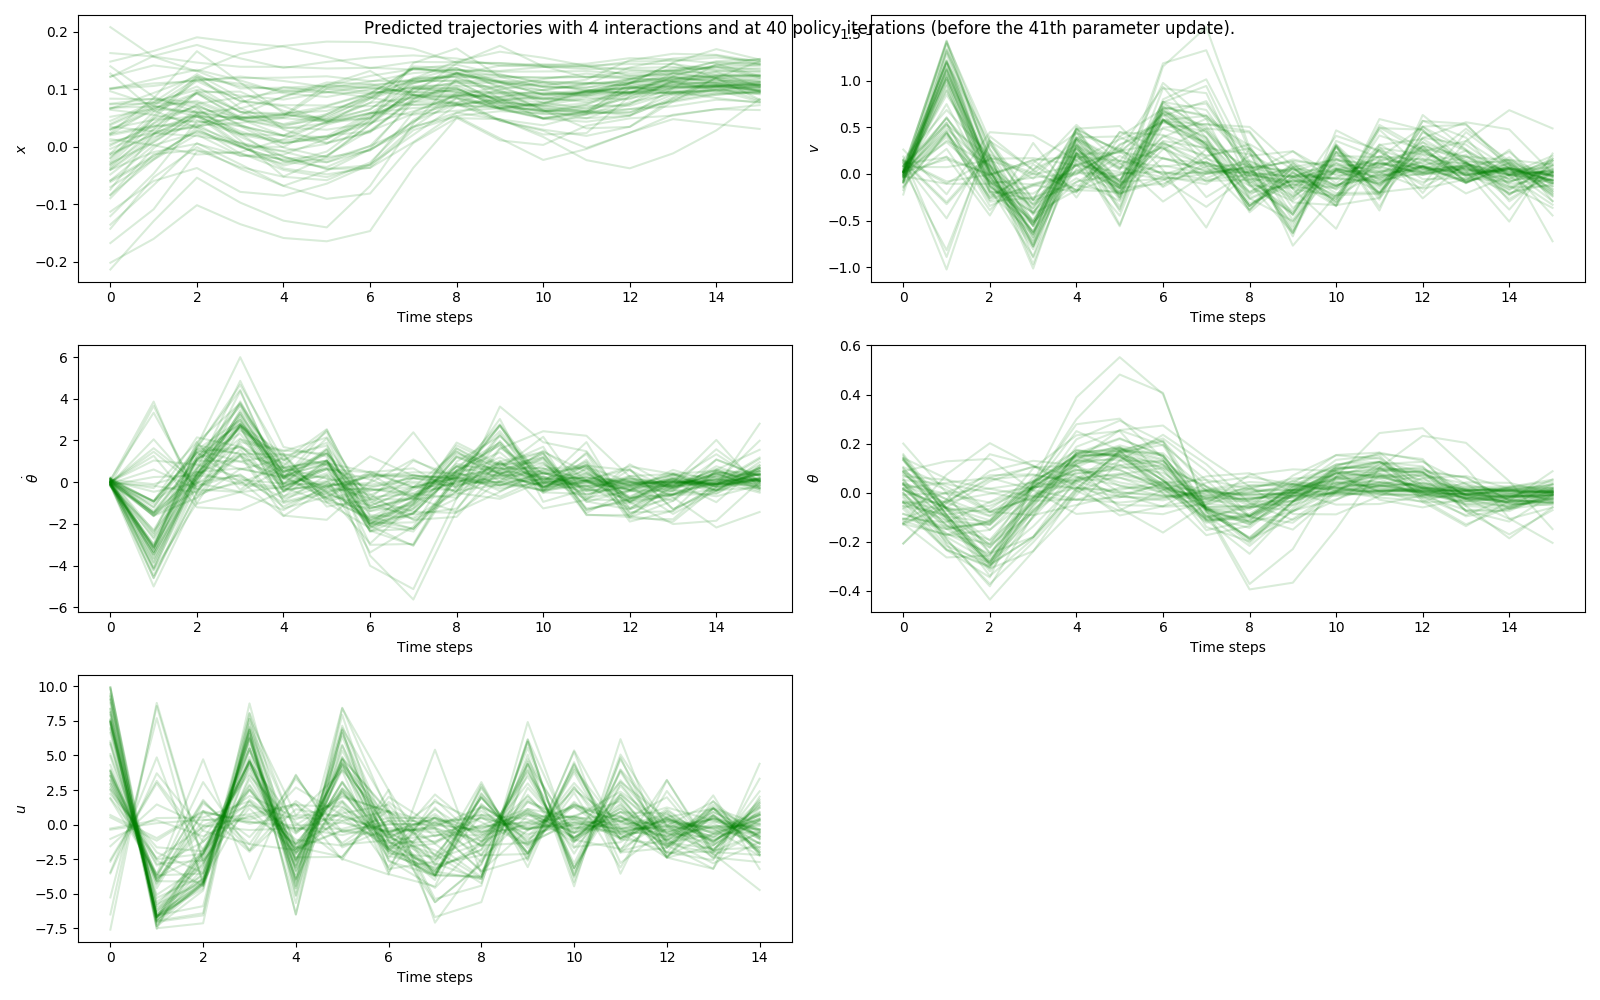 Predicted trajectories with 4 interactions and at 40 policy iterations (before the 41th parameter update).
0.2
0.1
0.0
−0.1
−0.2
x
0 2 4 6 8 10 12 14
Time steps
1.5
1.0
0.5
0.0
−0.5
−1.0
v
0 2 4 6 8 10 12 14
Time steps
6
4
2
0
−2
−4
−6
θ̇
0 2 4 6 8 10 12 14
Time steps
0.6
0.4
0.2
0.0
−0.2
−0.4
θ
0 2 4 6 8 10 12 14
Time steps
10.0
7.5
5.0
2.5
0.0
−2.5
−5.0
−7.5
u
0 2 4 6 8 10 12 14
Time steps